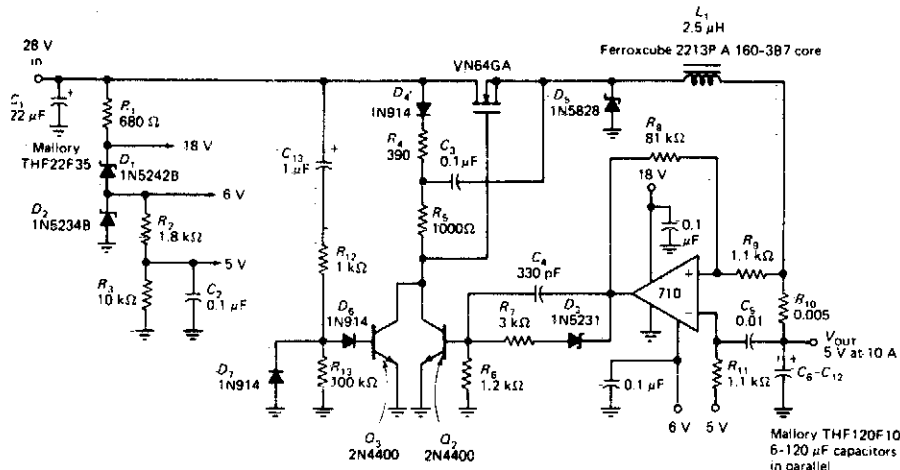 L1
2.5 μH
Ferroxcube 2213P A 160-3B7 core
28 V
in
VN64GA
C1
22 μF
R1
680 Ω
Mallory
THF22F35
18 V
D1
1N5242B
6 V
D2
1N5234B
R2
1.8 kΩ
5 V
R3
10 kΩ
C2
0.1 μF
C13
1 μF
R12
1 kΩ
D4
IN914
R4
390
C3
0.1 μF
R5
1000Ω
D5
1N5828
R8
81 kΩ
18 V
0.1
μF
R9
1.1 kΩ
710
+
−
C4
330 pF
R7
3 kΩ
D3
1N5231
C5
0.01
R10
0.005
VOUT
5 V at 10 A
D6
1N914
D7
1N914
R13
100 kΩ
R6
1.2 kΩ
0.1 μF
R11
1.1 kΩ
C6–C12
6 V
5 V
Q3
2N4400
Q2
2N4400
Mallory THF120F10
6-120 μF capacitors
in parallel